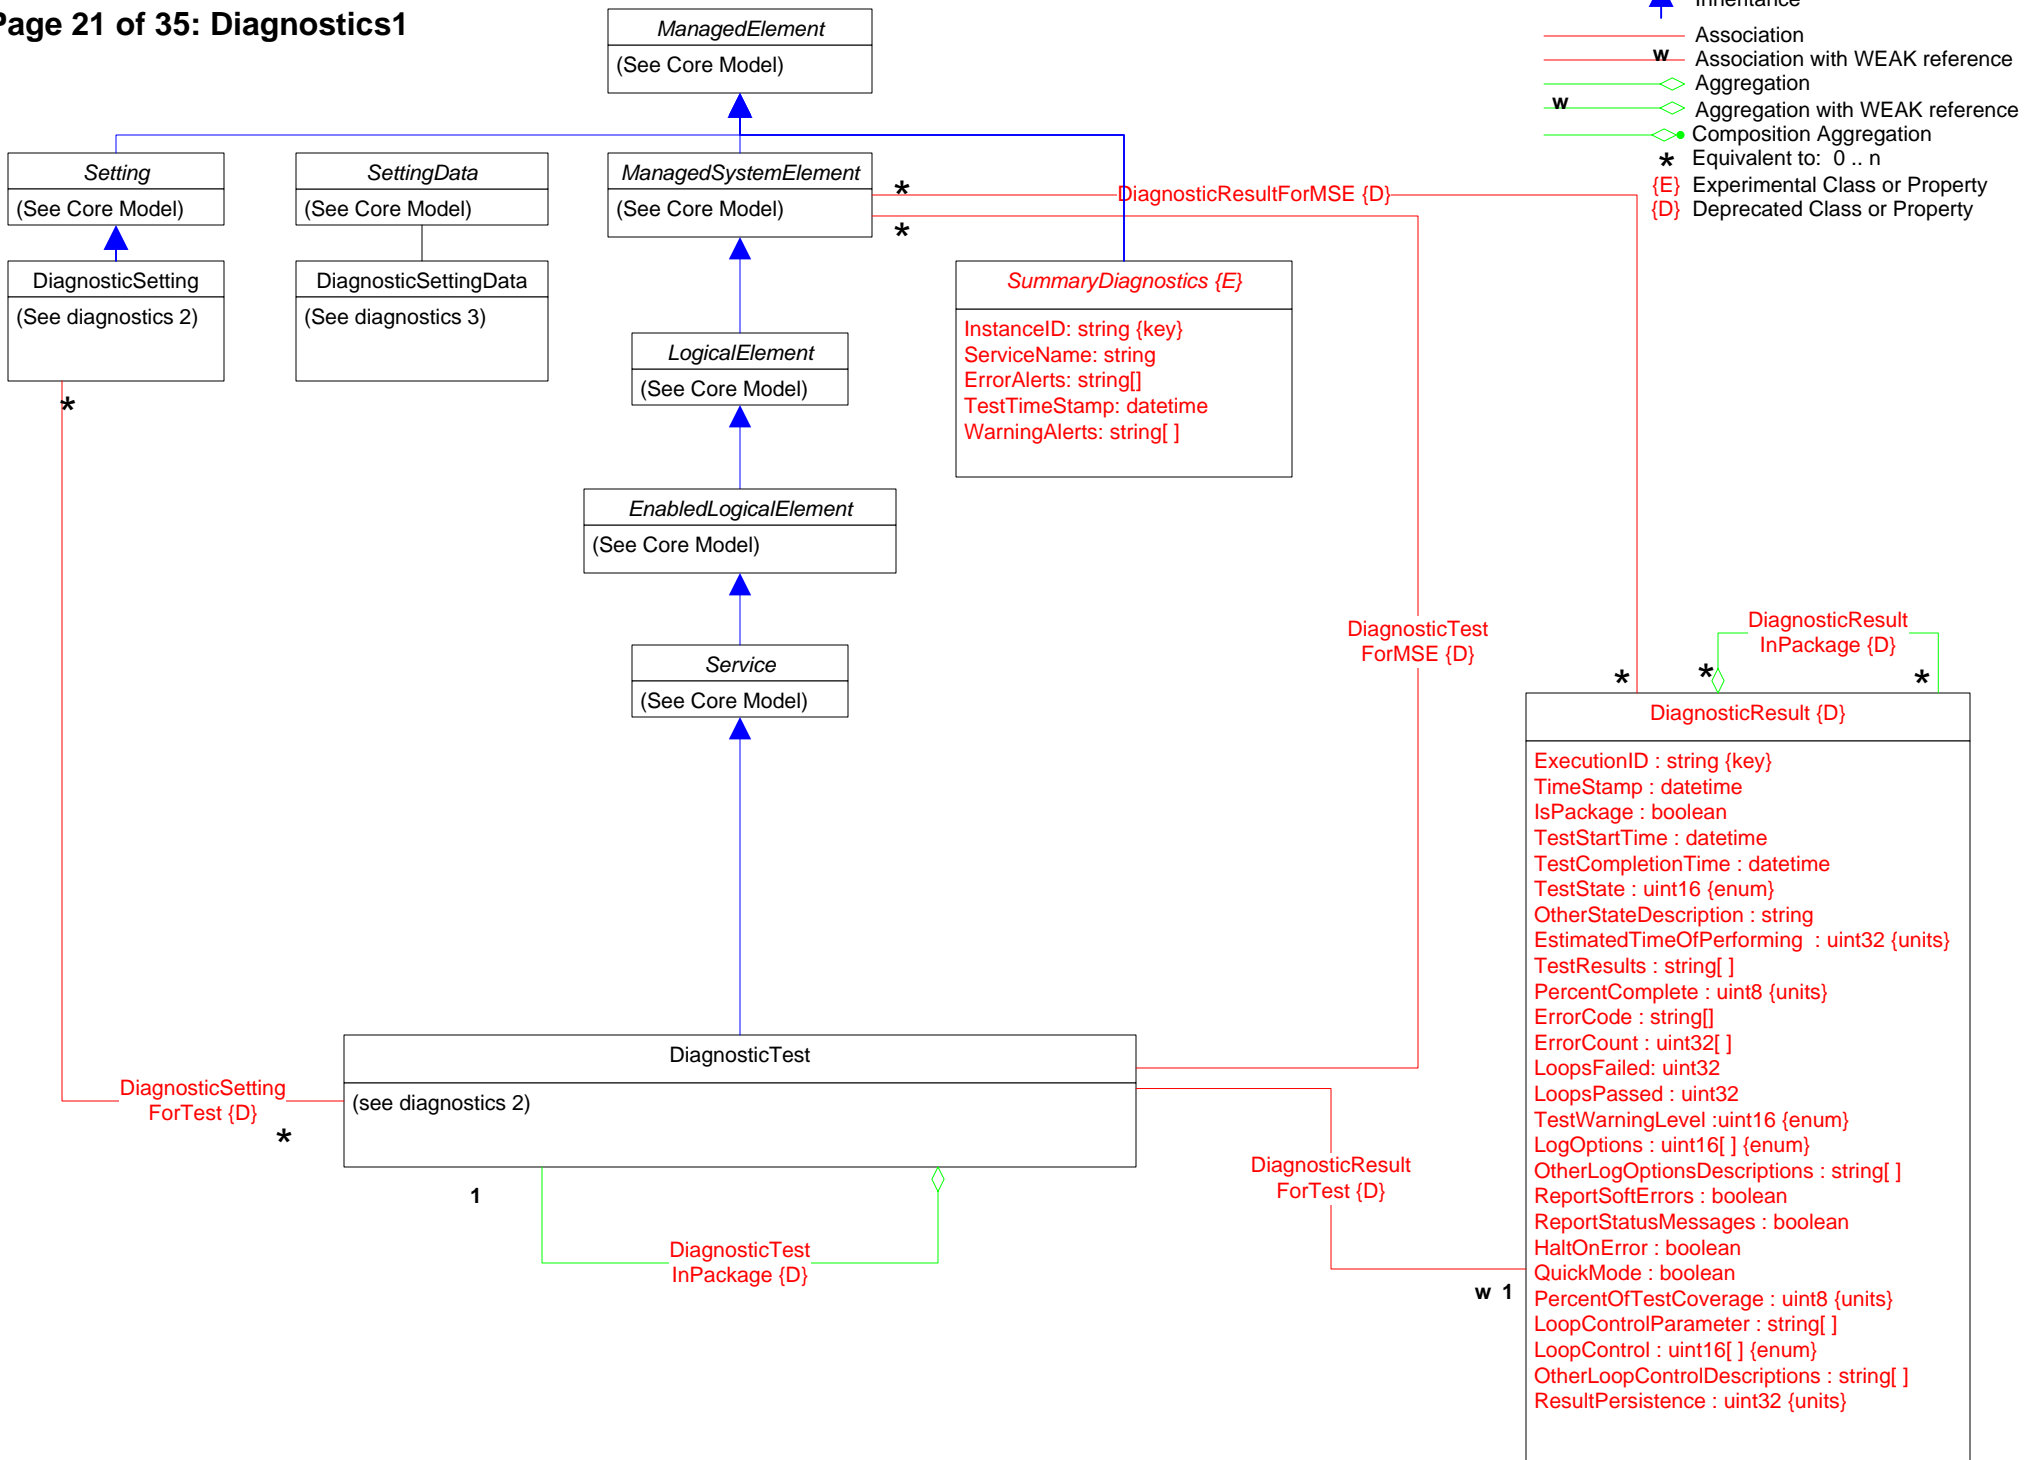 Page 21 of 35: Diagnostics1
Inheritance
Association
w Association with WEAK reference
Aggregation
w Aggregation with WEAK reference
Composition Aggregation
* Equivalent to: 0 .. n
{E} Experimental Class or Property
{D} Deprecated Class or Property
ManagedElement
(See Core Model)
Setting
(See Core Model)
SettingData
(See Core Model)
ManagedSystemElement
(See Core Model)
*
*
DiagnosticResultForMSE {D}
DiagnosticSetting
(See diagnostics 2)
*
DiagnosticSettingData
(See diagnostics 3)
SummaryDiagnostics {E}
InstanceID: string {key}
ServiceName: string
ErrorAlerts: string[]
TestTimeStamp: datetime
WarningAlerts: string[ ]
LogicalElement
(See Core Model)
EnabledLogicalElement
(See Core Model)
Service
(See Core Model)
DiagnosticTest
ForMSE {D}
DiagnosticResult
InPackage {D}
*
*
*
DiagnosticResult {D}
ExecutionID : string {key}
TimeStamp : datetime
IsPackage : boolean
TestStartTime : datetime
TestCompletionTime : datetime
TestState : uint16 {enum}
OtherStateDescription : string
EstimatedTimeOfPerforming  : uint32 {units}
TestResults : string[ ]
PercentComplete : uint8 {units}
ErrorCode : string[]
ErrorCount : uint32[ ]
LoopsFailed: uint32
LoopsPassed : uint32
TestWarningLevel :uint16 {enum}
LogOptions : uint16[ ] {enum}
OtherLogOptionsDescriptions : string[ ]
ReportSoftErrors : boolean
ReportStatusMessages : boolean
HaltOnError : boolean
QuickMode : boolean
PercentOfTestCoverage : uint8 {units}
LoopControlParameter : string[ ]
LoopControl : uint16[ ] {enum}
OtherLoopControlDescriptions : string[ ]
ResultPersistence : uint32 {units}
DiagnosticTest
(see diagnostics 2)
DiagnosticSetting
ForTest {D}
*
1
DiagnosticTest
InPackage {D}
DiagnosticResult
ForTest {D}
w 1